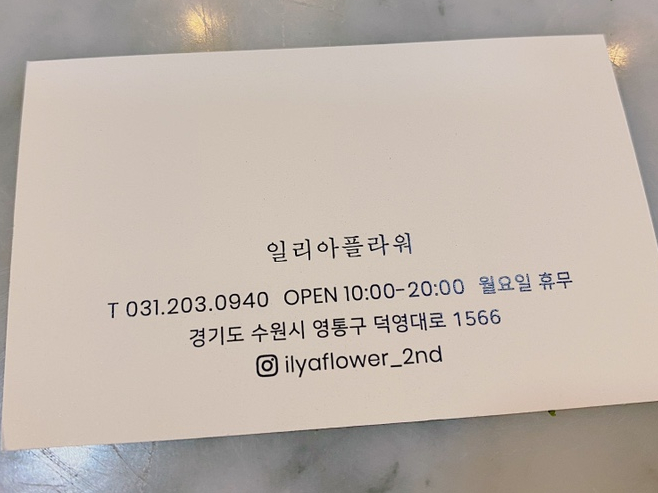 일리아플라워
T 031.203.0940 OPEN 10:00-20:00 월요일 휴무
경기도 수원시 영통구 덕영대로 1566
ilyaflower_2nd